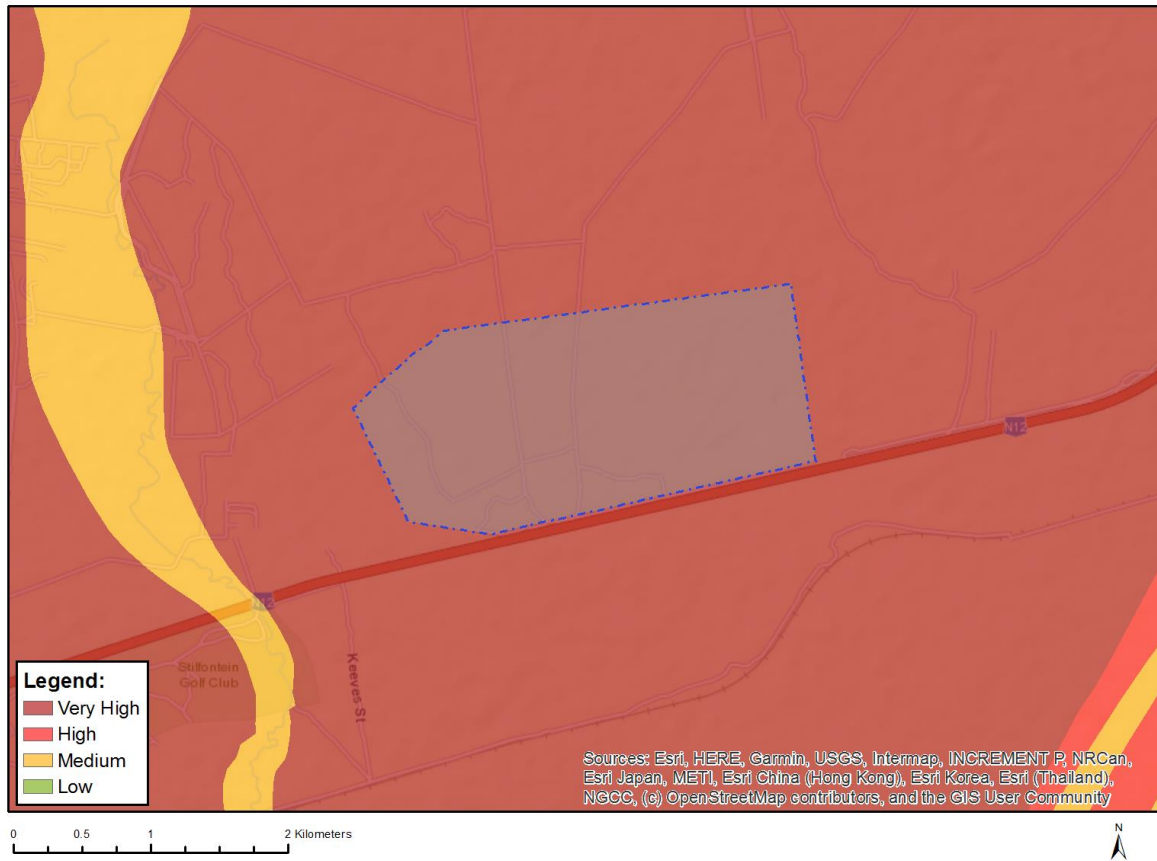 N12
N12
Stilfontein
Golf Club
Keeves St
Legend:
Very High
High
Medium
Low
Sources: Esri, HERE, Garmin, USGS, Intermap, INCREMENT P, NRCan,
Esri Japan, METI, Esri China (Hong Kong), Esri Korea, Esri (Thailand),
NGCC, (c) OpenStreetMap contributors, and the GIS User Community
0 0.5 1 2 Kilometers
N